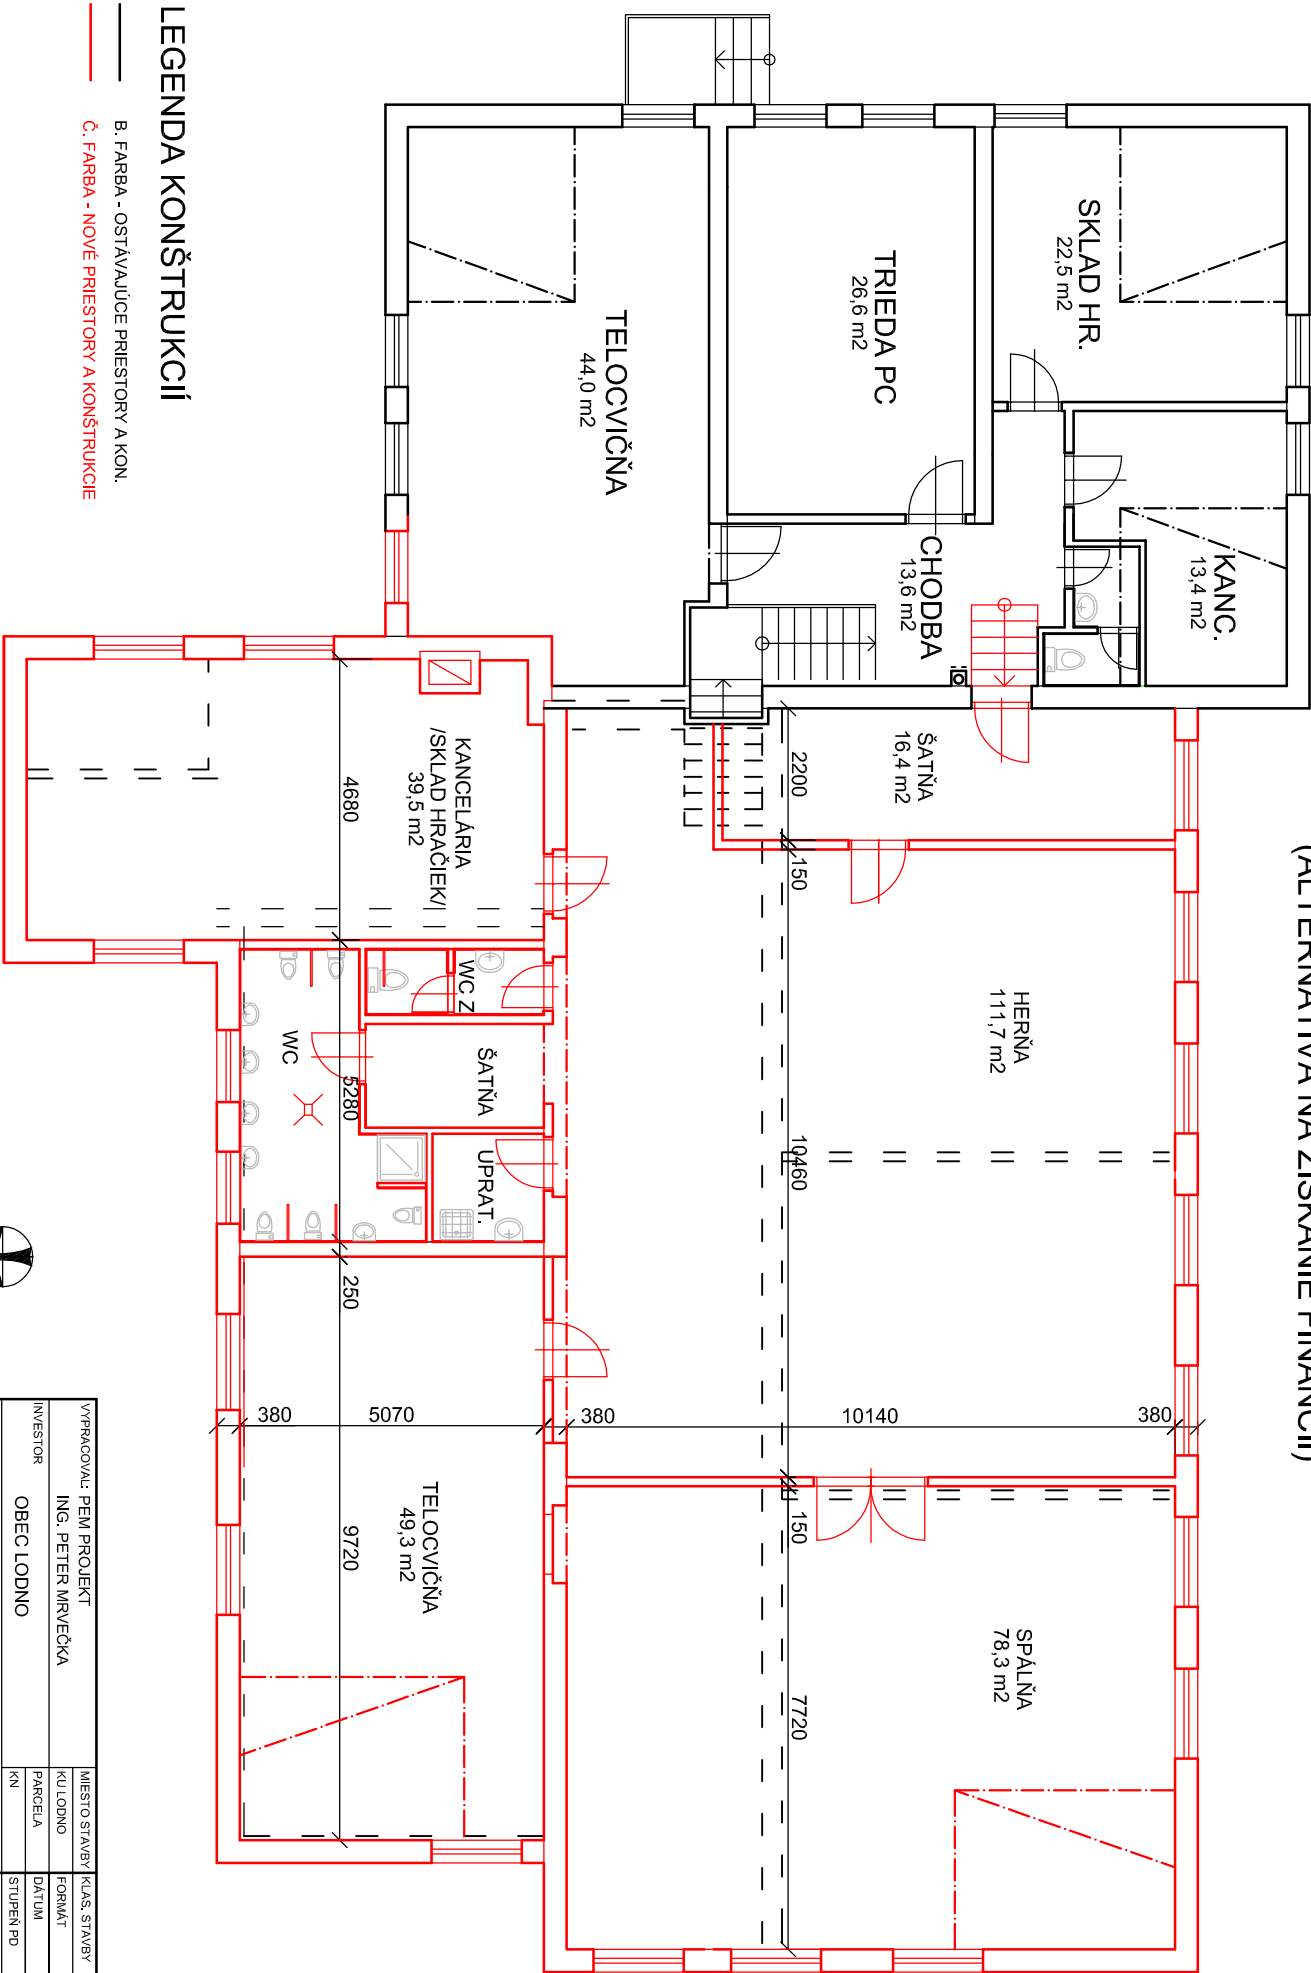 (ALTERNATÍVA NA ZÍSKANIE FINANCIÍ)
SKLAD HR.
22,5 m2
KANC.
13,4 m2
TRIEDA PC
26,6 m2
CHODBA
13,6 m2
TELOCVIČŇA
44,0 m2
ŠATŇA
16,4 m2
HERŇA
111,7 m2
SPÁLŇA
78,3 m2
KANCELÁRIA
/SKLAD HRAČIEK/
39,5 m2
WC Z
ŠATŇA
WC
UPRAT.
TELOCVIČŇA
49,3 m2
2200
150
10460
150
7720
4680
5280
250
9720
380
5070
380
10140
380
LEGENDA KONŠTRUKCIÍ
B. FARBA - OSTÁVAJÚCE PRIESTORY A KON.
Č. FARBA - NOVÉ PRIESTORY A KONŠTRUKCIE
VYPRACOVAL: PEM PROJEKT
ING. PETER MRVEČKA
INVESTOR
OBEC LODNO
MIESTO STAVBY
KU LODNO
PARCELA
KN
KLAS. STAVBY
FORMÁT
DÁTUM
STUPEŇ PD